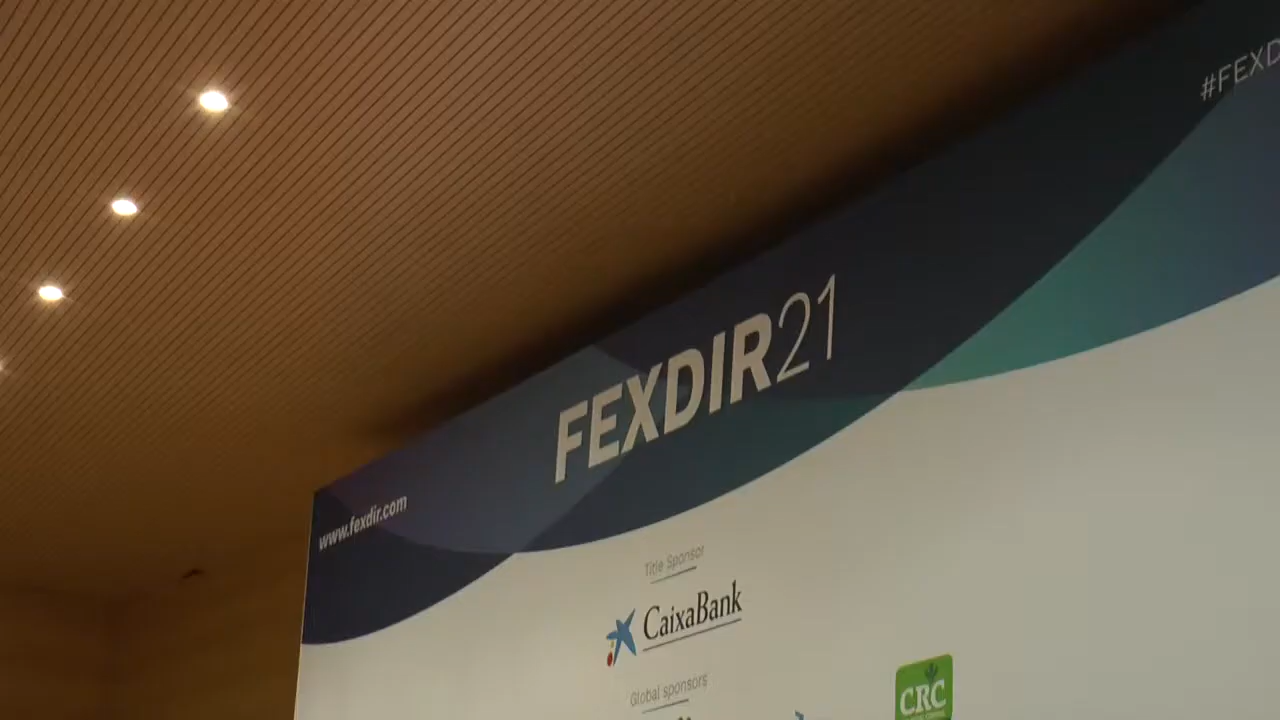 #FEXD
FEXDIR21
www.fexdir.com
Title Sponsor
CaixaBank
Global sponsors
CRC